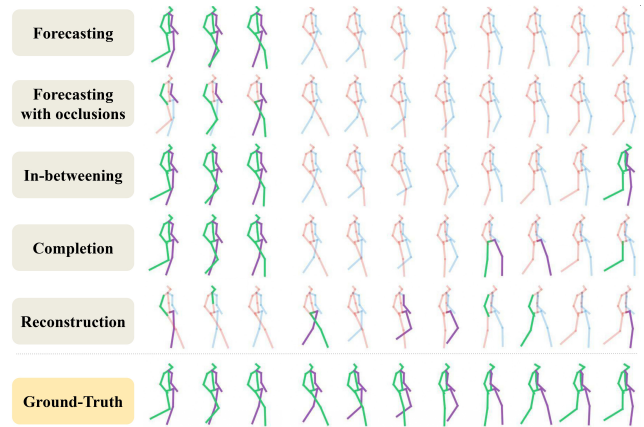 Forecasting
Forecasting
with occlusions
In-betweening
Completion
Reconstruction
Ground-Truth